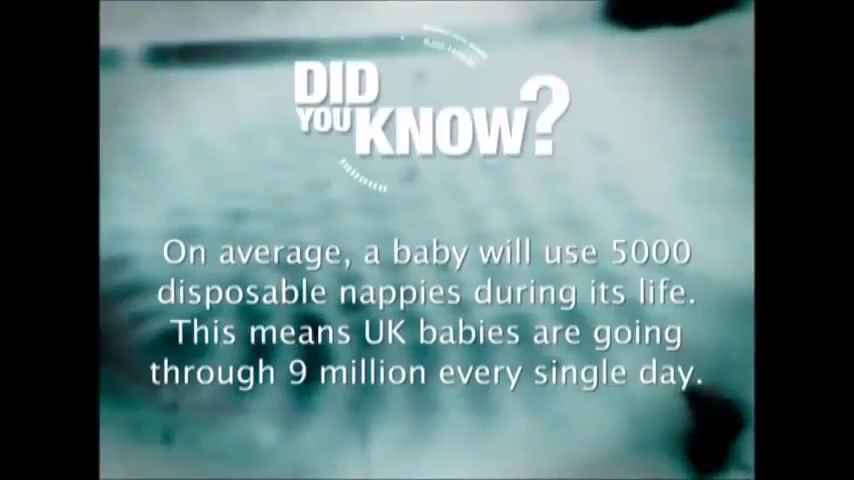 DID
YOU KNOW?
On average, a baby will use 5000
disposable nappies during its life.
This means UK babies are going
through 9 million every single day.